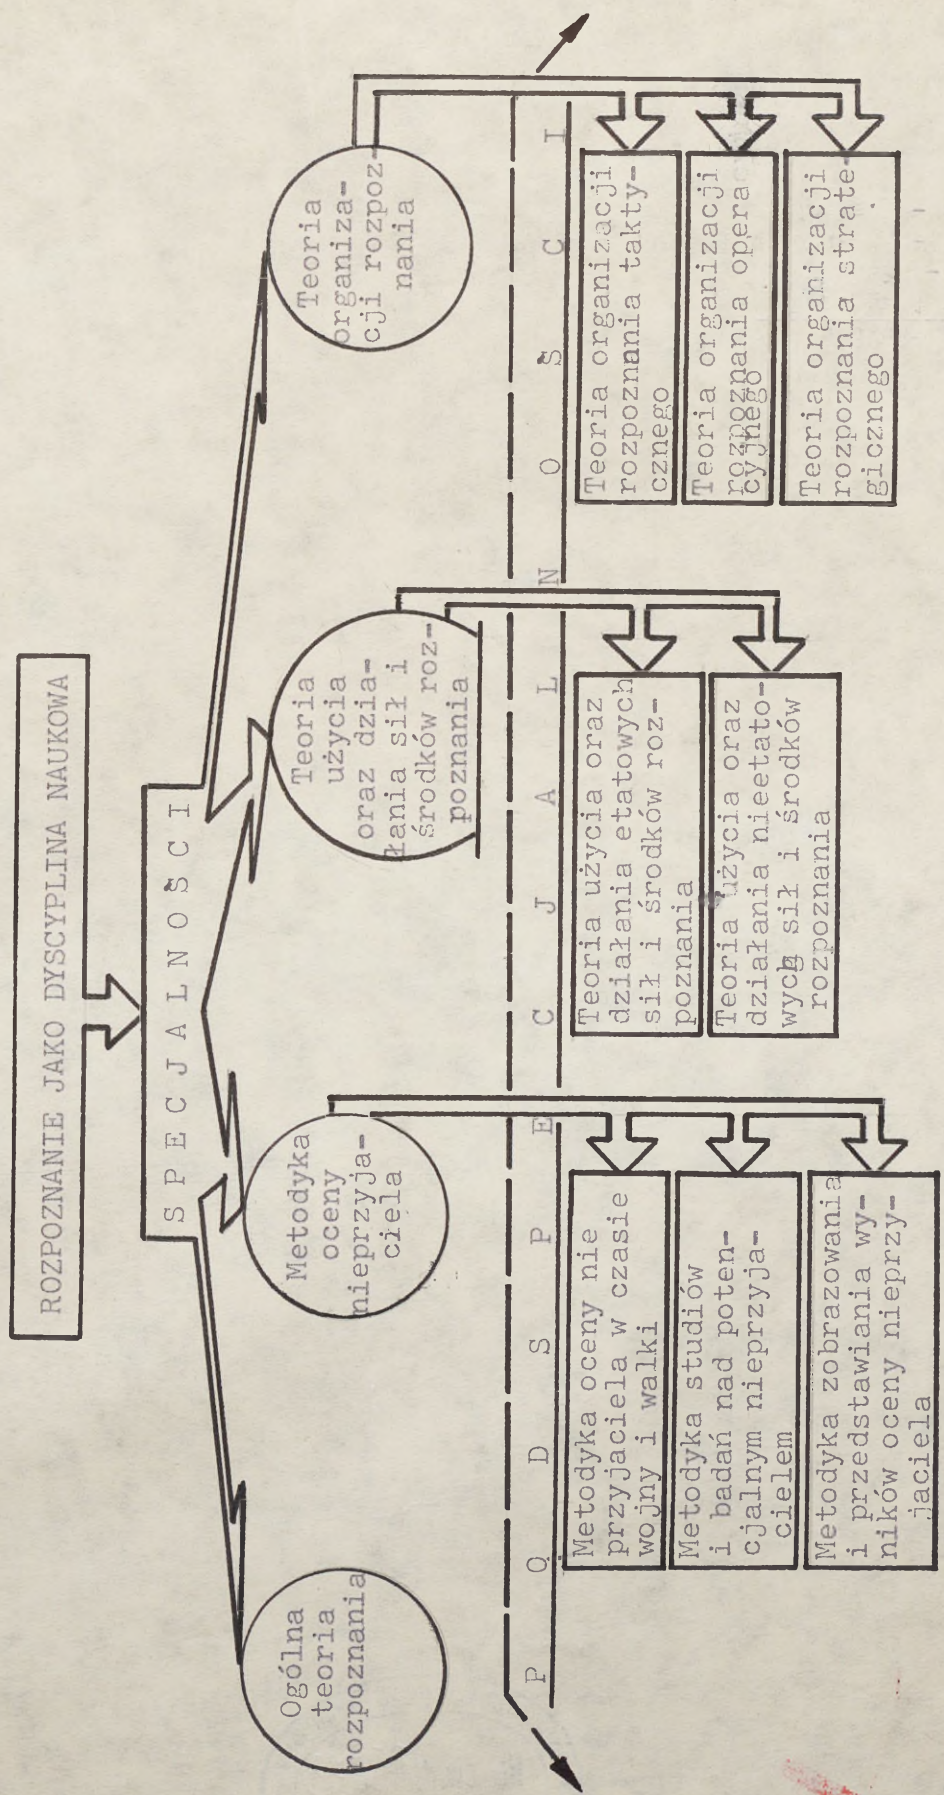 ROZPOZNANIE JAKO DYSCYPLINA NAUKOWA
SPECJALNOŚCI
Ogólna
teoria
rozpoznania
Metodyka
oceny
nieprzyja-
ciela
Teoria
użycia
oraz dzia-
łania sił i
środków roz-
poznania
Teoria
organiza-
cji rozpoz-
nania
PODSPECJALNOŚCI
Metodyka oceny nie
przyjaciela w czasie
wojny i walki
Metodyka studiów
i badań nad poten-
cjalnym nieprzyja-
cielem
Metodyka zobrazowania
i przedstawiania wy-
ników oceny nieprzy-
jaciela
Teoria użycia oraz
działania etatowych
sił i środków roz-
poznania
Teoria użycia oraz
działania nieetato-
wych sił i środków
rozpoznania
Teoria organizacji
rozpoznania takty-
cznego
Teoria organizacji
rozpoznania opera
cyjnego
Teoria organizacji
rozpoznania strate-
gicznego